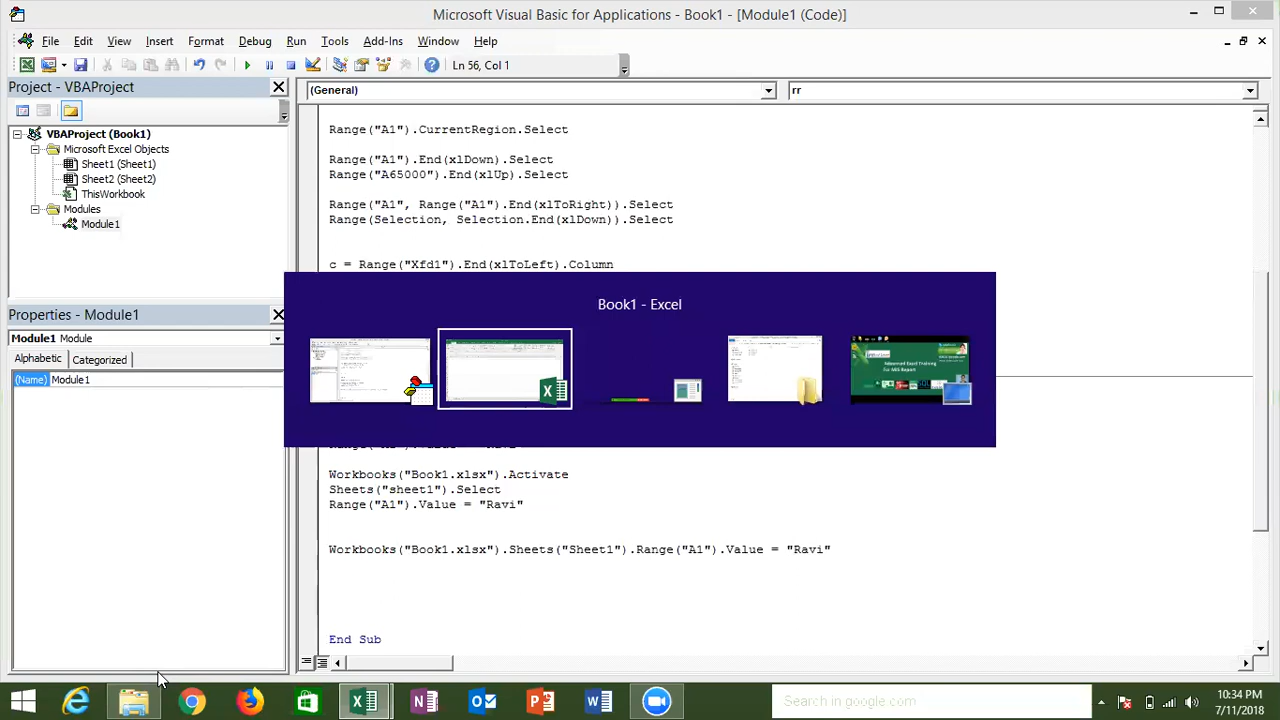 Microsoft Visual Basic for Applications - Book1 - [Module1 (Code)]
File Edit View Insert Format Debug Run Tools Add-Ins Window Help
Ln 56, Col 1
Project - VBAProject
(General)
rr
VBAProject (Book1)
Microsoft Excel Objects
Sheet1 (Sheet1)
Sheet2 (Sheet2)
ThisWorkbook
Modules
Module1
Range("A1").CurrentRegion.Select
Range("A1").End(xlDown).Select
Range("A65000").End(xlUp).Select
Range("A1", Range("A1").End(xlToRight)).Select
Range(Selection, Selection.End(xlDown)).Select
c = Range("Xfd1").End(xlToLeft).Column
Book1 - Excel
Properties - Module1
Module1 Module
Alphabetic Categorized
(Name) Module1
Workbooks("Book1.xlsx").Activate
Sheets("sheet1").Select
Range("A1").Value = "Ravi"
Workbooks("Book1.xlsx").Sheets("Sheet1").Range("A1").Value = "Ravi"
End Sub
Search in google.com
10:34 PM
7/11/2018